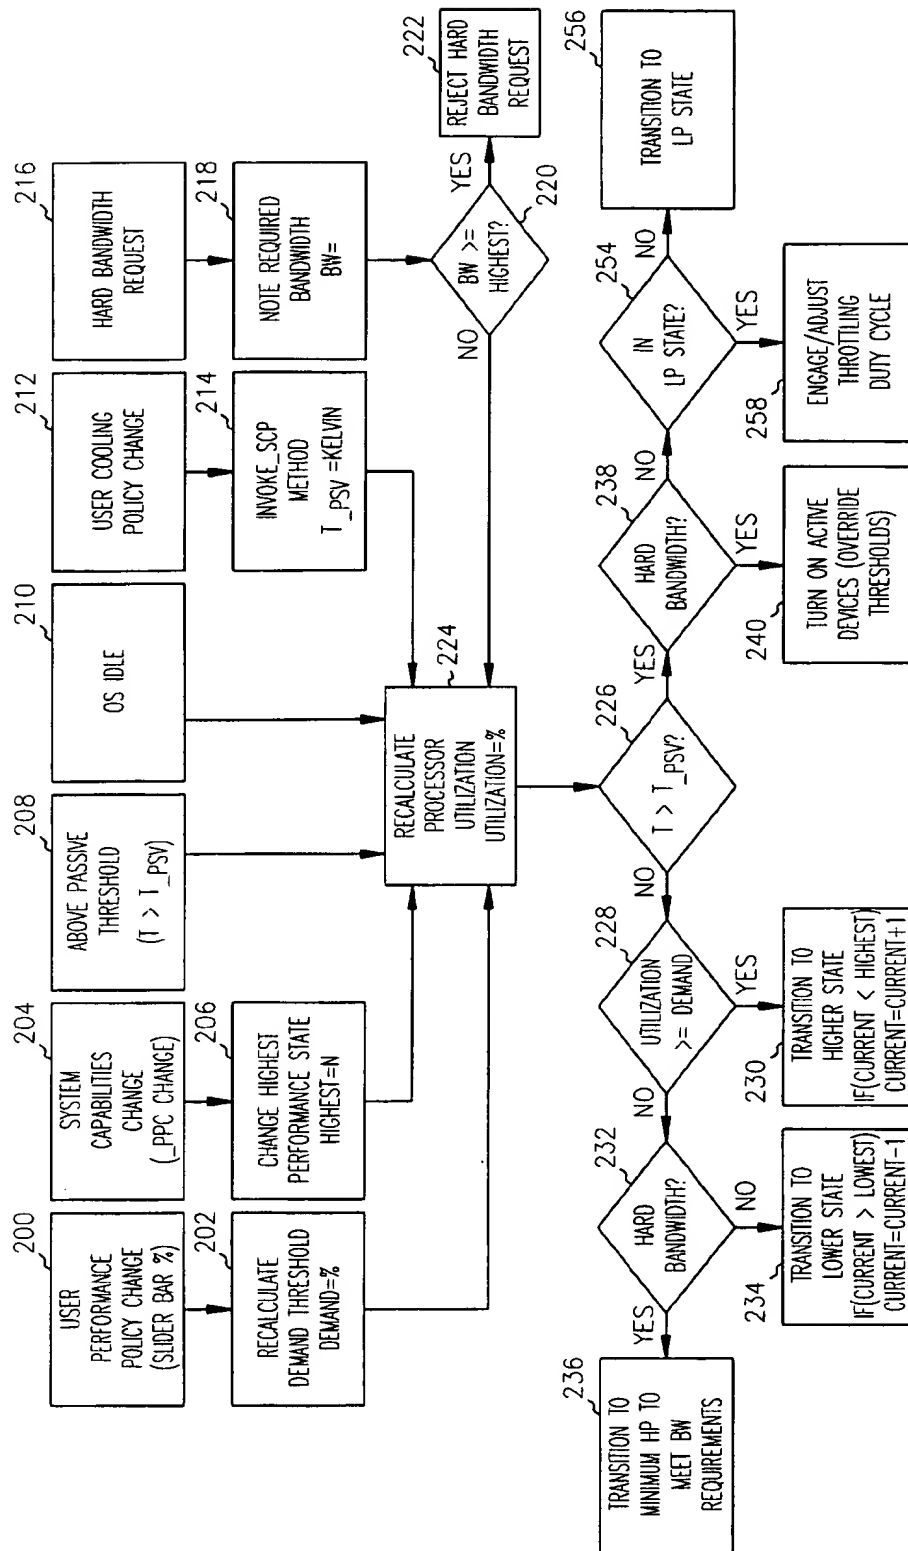 200
USER
PERFORMANCE
POLICY CHANGE
(SLIDER BAR %)
202
RECALCULATE
DEMAND THRESHOLD
DEMAND=%
204
SYSTEM
CAPABILITIES
CHANGE
(_PPC CHANGE)
206
CHANGE HIGHEST
PERFORMANCE STATE
HIGHEST=N
208
ABOVE PASSIVE
THRESHOLD
(T > T_PSV)
210
OS IDLE
212
USER COOLING
POLICY CHANGE
214
INVOKE_SCP
METHOD
T_PSV =KELVIN
216
HARD BANDWIDTH
REQUEST
218
NOTE REQUIRED
BANDWIDTH
BW=
220
BW >=
HIGHEST?
YES
NO
222
REJECT HARD
BANDWIDTH
REQUEST
224
RECALCULATE
PROCESSOR
UTILIZATION
UTILIZATION=%
226
T > T_PSV?
NO
YES
228
UTILIZATION
>= DEMAND
NO
YES
230
TRANSITION TO
HIGHER STATE
IF(CURRENT < HIGHEST)
CURRENT=CURRENT+1
232
HARD
BANDWIDTH?
YES
NO
234
TRANSITION TO
LOWER STATE
IF(CURRENT > LOWEST)
CURRENT=CURRENT-1
236
TRANSITION TO
MINIMUM HP TO
MEET BW
REQUIREMENTS
238
HARD
BANDWIDTH?
NO
YES
240
TURN ON ACTIVE
DEVICES (OVERRIDE
THRESHOLDS)
254
IN
LP STATE?
NO
YES
256
TRANSITION TO
LP STATE
258
ENGAGE/ADJUST
THROTTLING
DUTY CYCLE